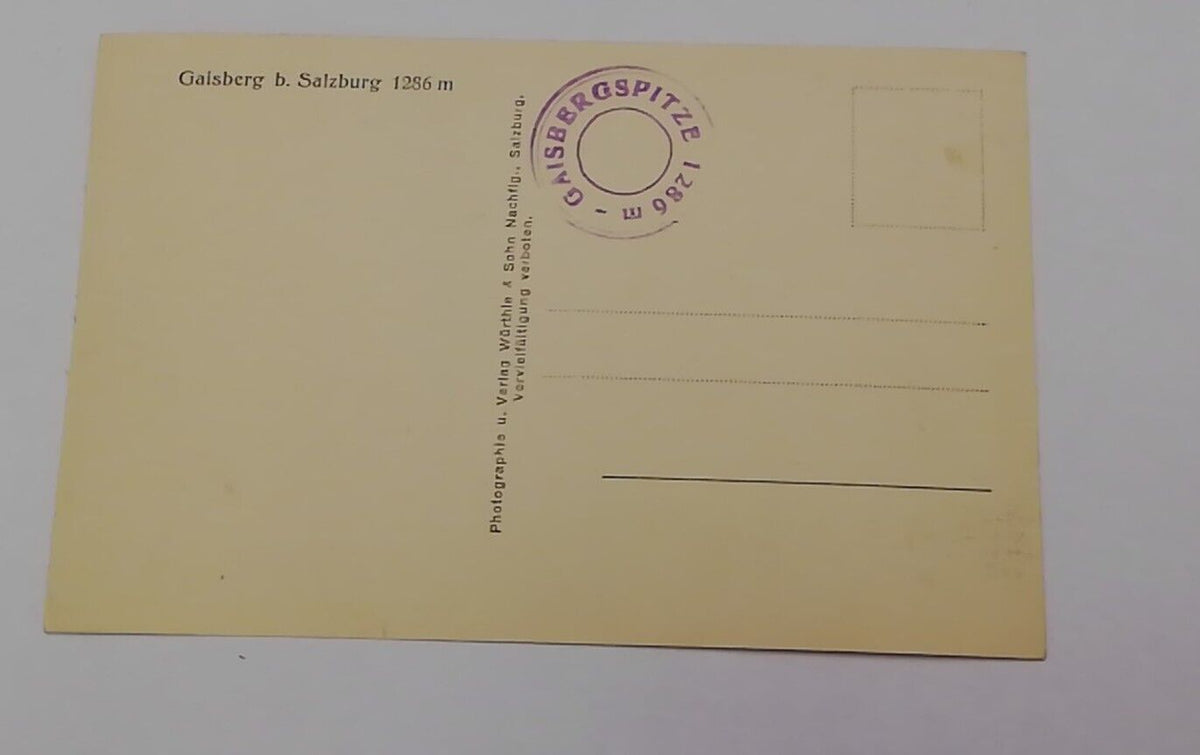 Gaisberg b. Salzburg 1286 m
GAISBERGSPITZE 1286 m -
Photographie u. Verlag Würthle & Sohn Nachflg., Salzburg.
Vervielfältigung verboten.